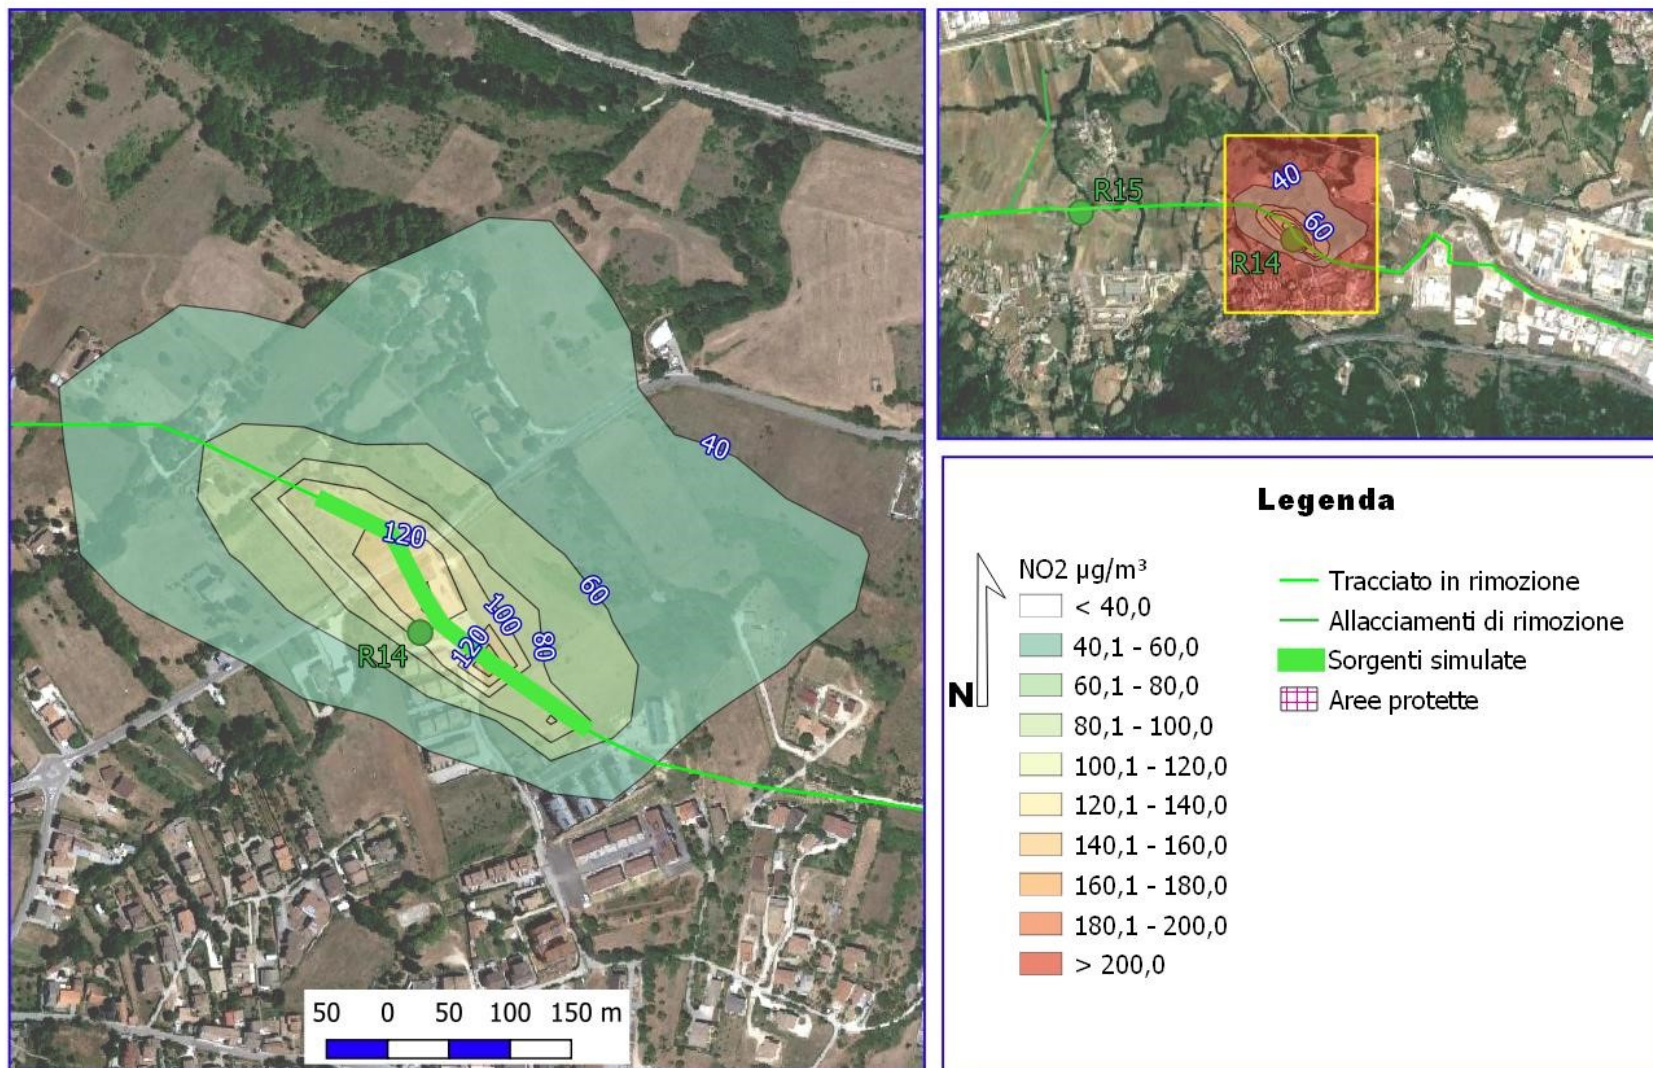 40
120
60
100
80
120
R14
50 0 50 100 150 m
40
R15
60
R14
Legenda
NO2 µg/m³
< 40,0
40,1 - 60,0
60,1 - 80,0
80,1 - 100,0
100,1 - 120,0
120,1 - 140,0
140,1 - 160,0
160,1 - 180,0
180,1 - 200,0
> 200,0
N
Tracciato in rimozione
Allacciamenti di rimozione
Sorgenti simulate
Aree protette